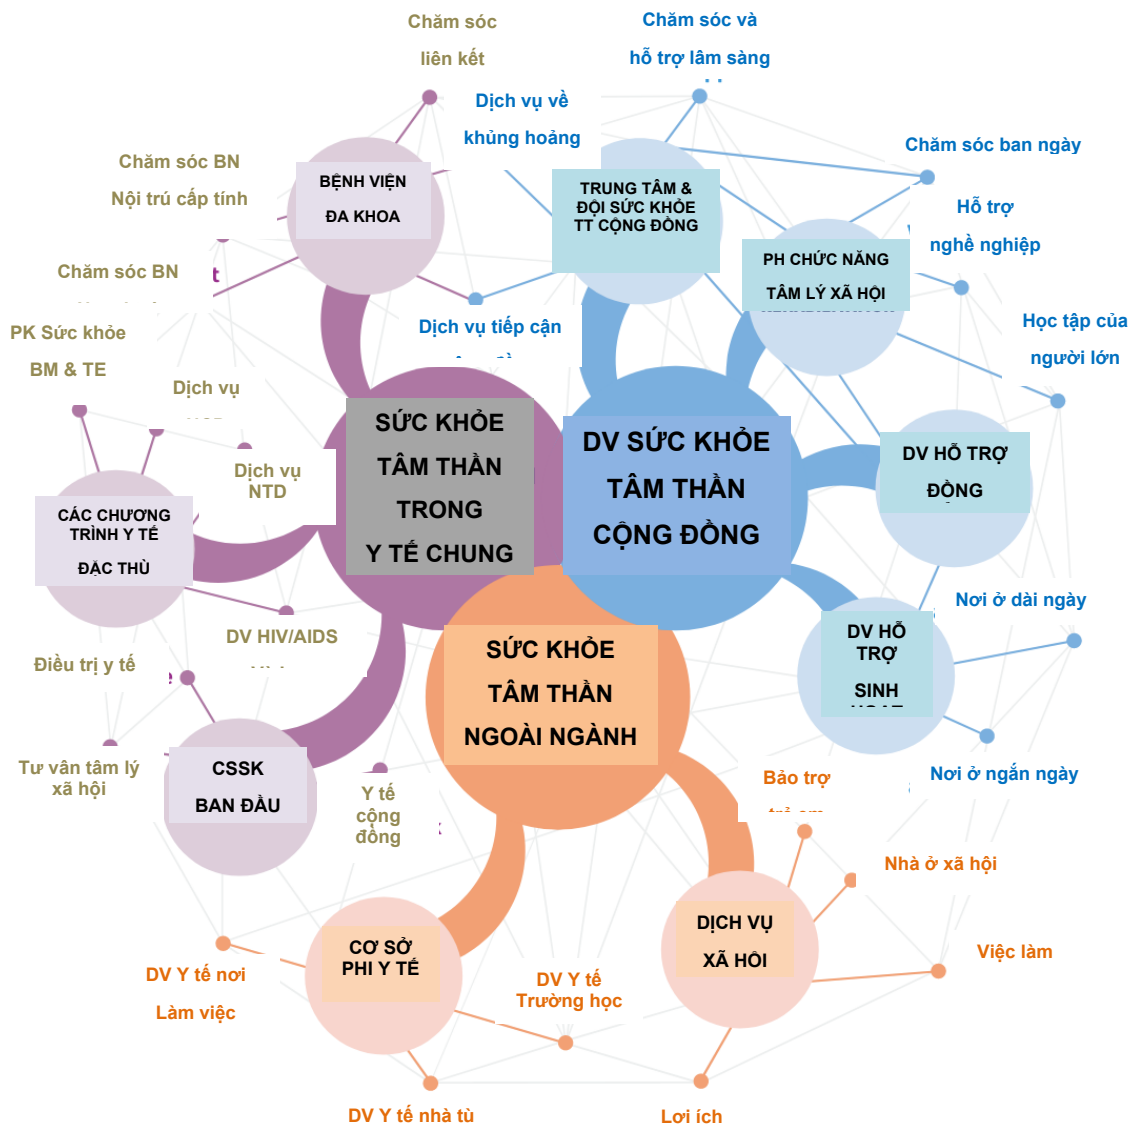 Chăm sóc
liên kết
Chăm sóc và
hỗ trợ lâm sàng
Dịch vụ về
khủng hoảng
Chăm sóc ban ngày
Chăm sóc BN
Nội trú cấp tính
BỆNH VIỆN
ĐA KHOA
TRUNG TÂM &
ĐỘI SỨC KHỎE
TT CỘNG ĐỒNG
Hỗ trợ
nghề nghiệp
PH CHỨC NĂNG
TÂM LÝ XÃ HỘI
Chăm sóc BN
PK Sức khỏe
BM & TE
Dịch vụ tiếp cận
Học tập của
người lớn
Dịch vụ
SỨC KHỎE
TÂM THẦN
TRONG
Y TẾ CHUNG
DV SỨC KHỎE
TÂM THẦN
CỘNG ĐỒNG
DV HỖ TRỢ
ĐỒNG
Dịch vụ
NTD
CÁC CHƯƠNG
TRÌNH Y TẾ
ĐẶC THÙ
DV HIV/AIDS
Nơi ở dài ngày
DV HỖ
TRỢ
SINH
Điều trị y tế
SỨC KHỎE
TÂM THẦN
NGOÀI NGÀNH
CSSK
BAN ĐẦU
Tư vân tâm lý
xã hội
Y tế
cộng
đồng
Bảo trợ
Nơi ở ngắn ngày
Nhà ở xã hội
DỊCH VỤ
XÃ HÔI
Việc làm
CƠ SỞ
PHI Y TẾ
DV Y tế nơi
Làm việc
DV Y tế
Trường học
DV Y tế nhà tù
Lơi ích